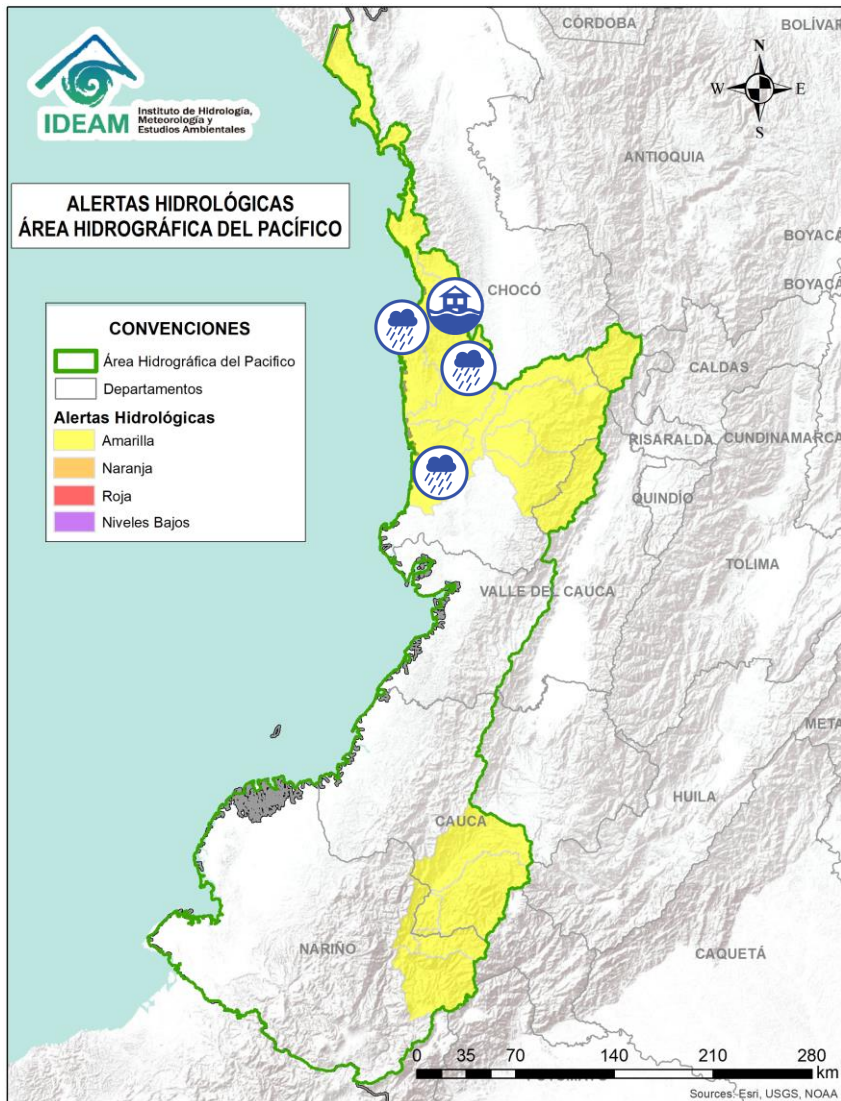 CÓRDOBA
BOLÍVAR
IDEAM
Instituto de Hidrología,
Meteorología y
Estudios Ambientales
N
W
E
S
ANTIOQUIA
ALERTAS HIDROLÓGICAS
ÁREA HIDROGRÁFICA DEL PACÍFICO
BOYACÁ
BOYACÁ
CHOCÓ
CONVENCIONES
Área Hidrográfica del Pacifico
Departamentos
Alertas Hidrológicas
Amarilla
Naranja
Roja
Niveles Bajos
CALDAS
RISARALDA
CUNDINAMARCA
QUINDÍO
TOLIMA
VALLE DEL CAUCA
META
HUILA
CAUCA
NARIÑO
CAQUETÁ
0 35 70 140 210 280
km
Sources: Esri, USGS, NOAA